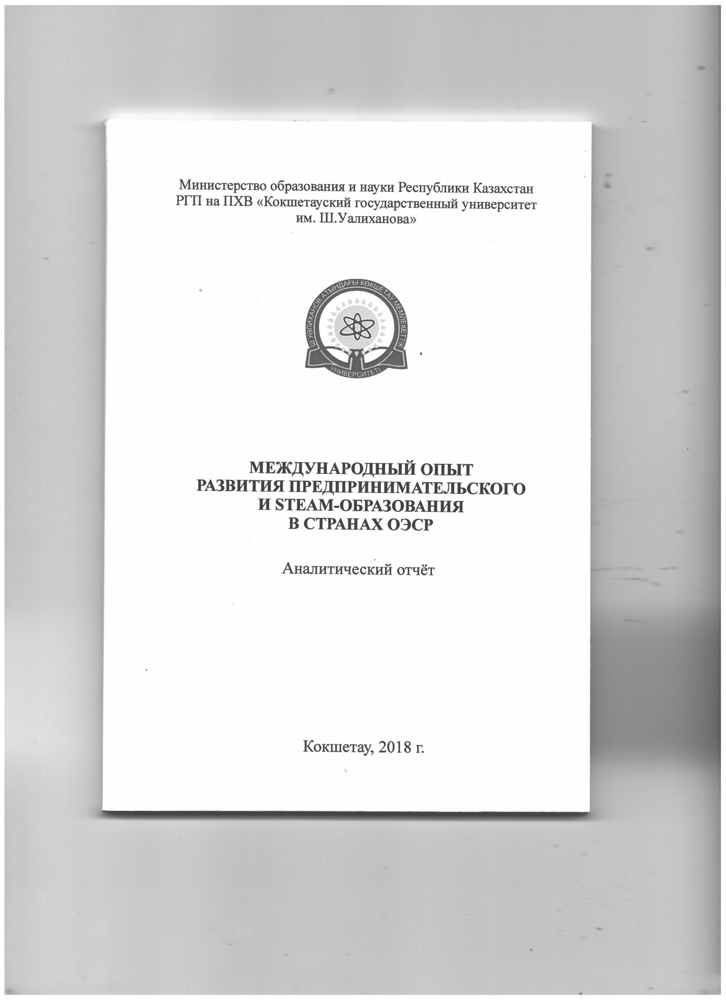 Министерство образования и науки Республики Казахстан
РГП на ПХВ «Кокшетауский государственный университет
им. Ш.Уалиханова»
Ш УӘЛИХАНОВ АТЫНДАҒЫ КӨКШЕТАУ МЕМЛЕКЕТТІК
УНИВЕРСИТЕТІ
МЕЖДУНАРОДНЫЙ ОПЫТ
РАЗВИТИЯ ПРЕДПРИНИМАТЕЛЬСКОГО
И STEAM-ОБРАЗОВАНИЯ
В СТРАНАХ ОЭСР
Аналитический отчёт
Кокшетау, 2018 г.